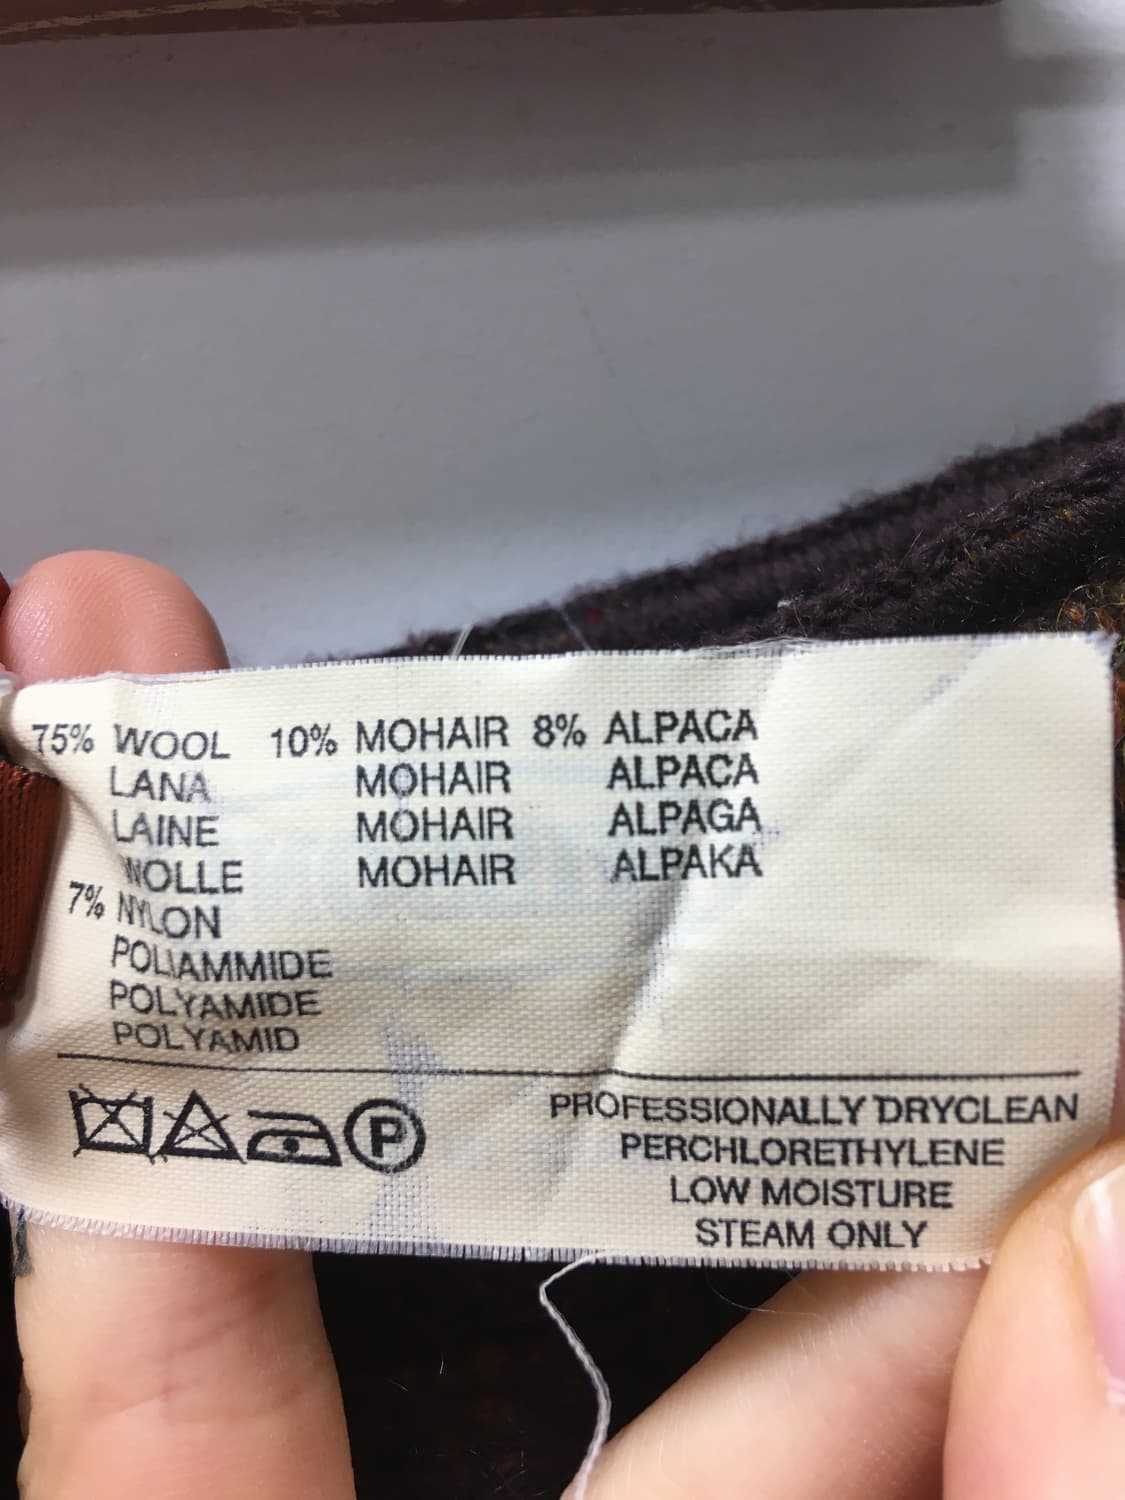 75% WOOL 10% MOHAIR 8% ALPACA
LANA MOHAIR ALPACA
LAINE MOHAIR ALPAGA
WOLLE MOHAIR ALPAKA
7% NYLON
POLIAMMIDE
POLYAMIDE
POLYAMID
P
PROFESSIONALLY DRYCLEAN
PERCHLORETHYLENE
LOW MOISTURE
STEAM ONLY